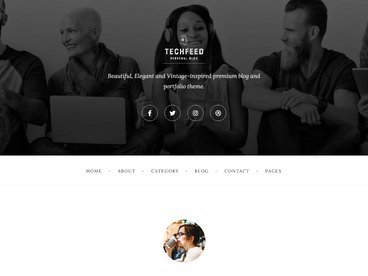 TECHFEED
PERSONAL BLOG
Beautiful, Elegant and Vintage-inspired premium blog and
portfolio theme.
HOME
ABOUT
CATEGORY
BLOG
CONTACT
PAGES